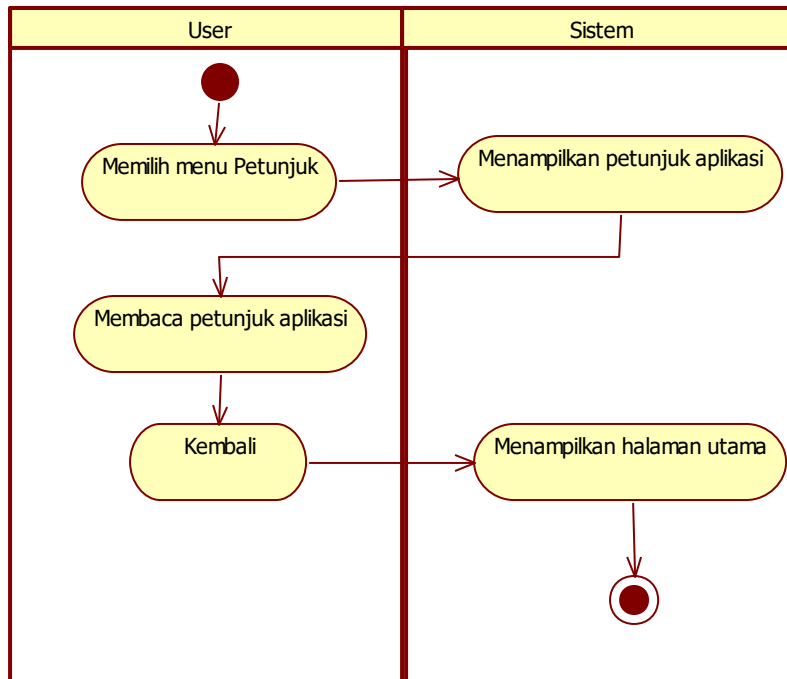 User
Sistem
Memilih menu Petunjuk
Menampilkan petunjuk aplikasi
Membaca petunjuk aplikasi
Kembali
Menampilkan halaman utama